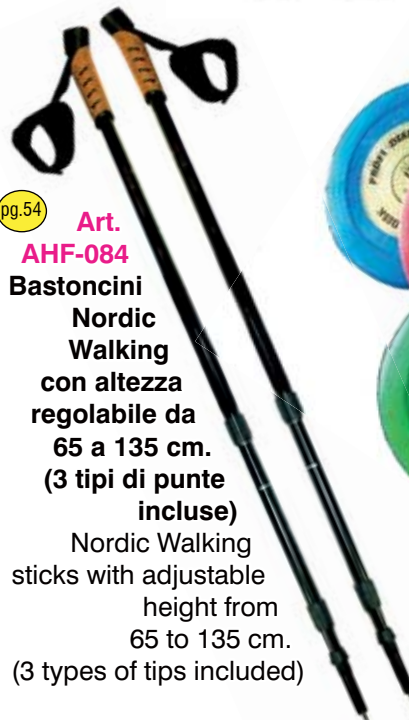 pg.54
Art.
AHF-084
Bastoncini
Nordic
Walking
con altezza
regolabile da
65 a 135 cm.
(3 tipi di punte
incluse)
Nordic Walking
sticks with adjustable
height from
65 to 135 cm.
(3 types of tips included)